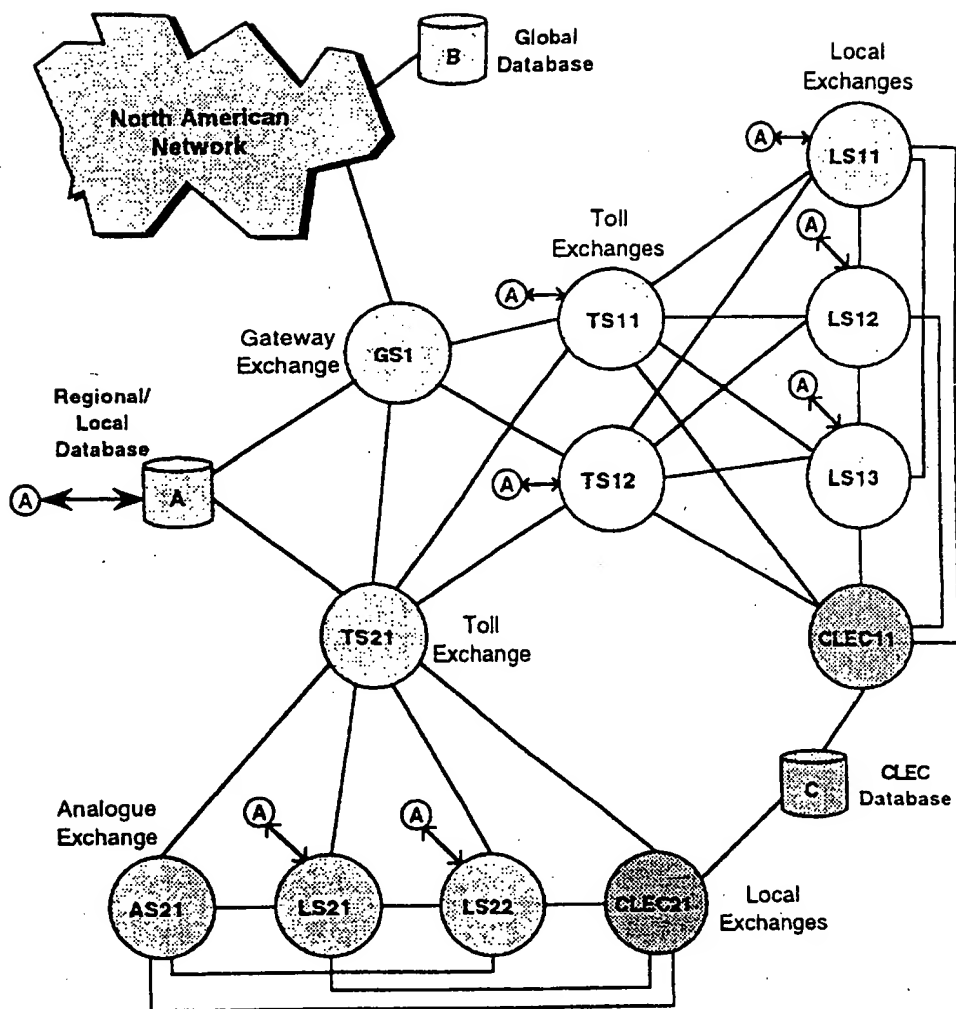 B
Global
Database
North American
Network
Local
Exchanges
A
LS11
Toll
Exchanges
A
A
TS11
LS12
Gateway
Exchange
GS1
A
Regional/
Local
Database
A
A
A
TS12
LS13
TS21
Toll
Exchange
CLEC11
C
CLEC
Database
Analogue
Exchange
A
A
AS21
LS21
LS22
CLEC21
Local
Exchanges